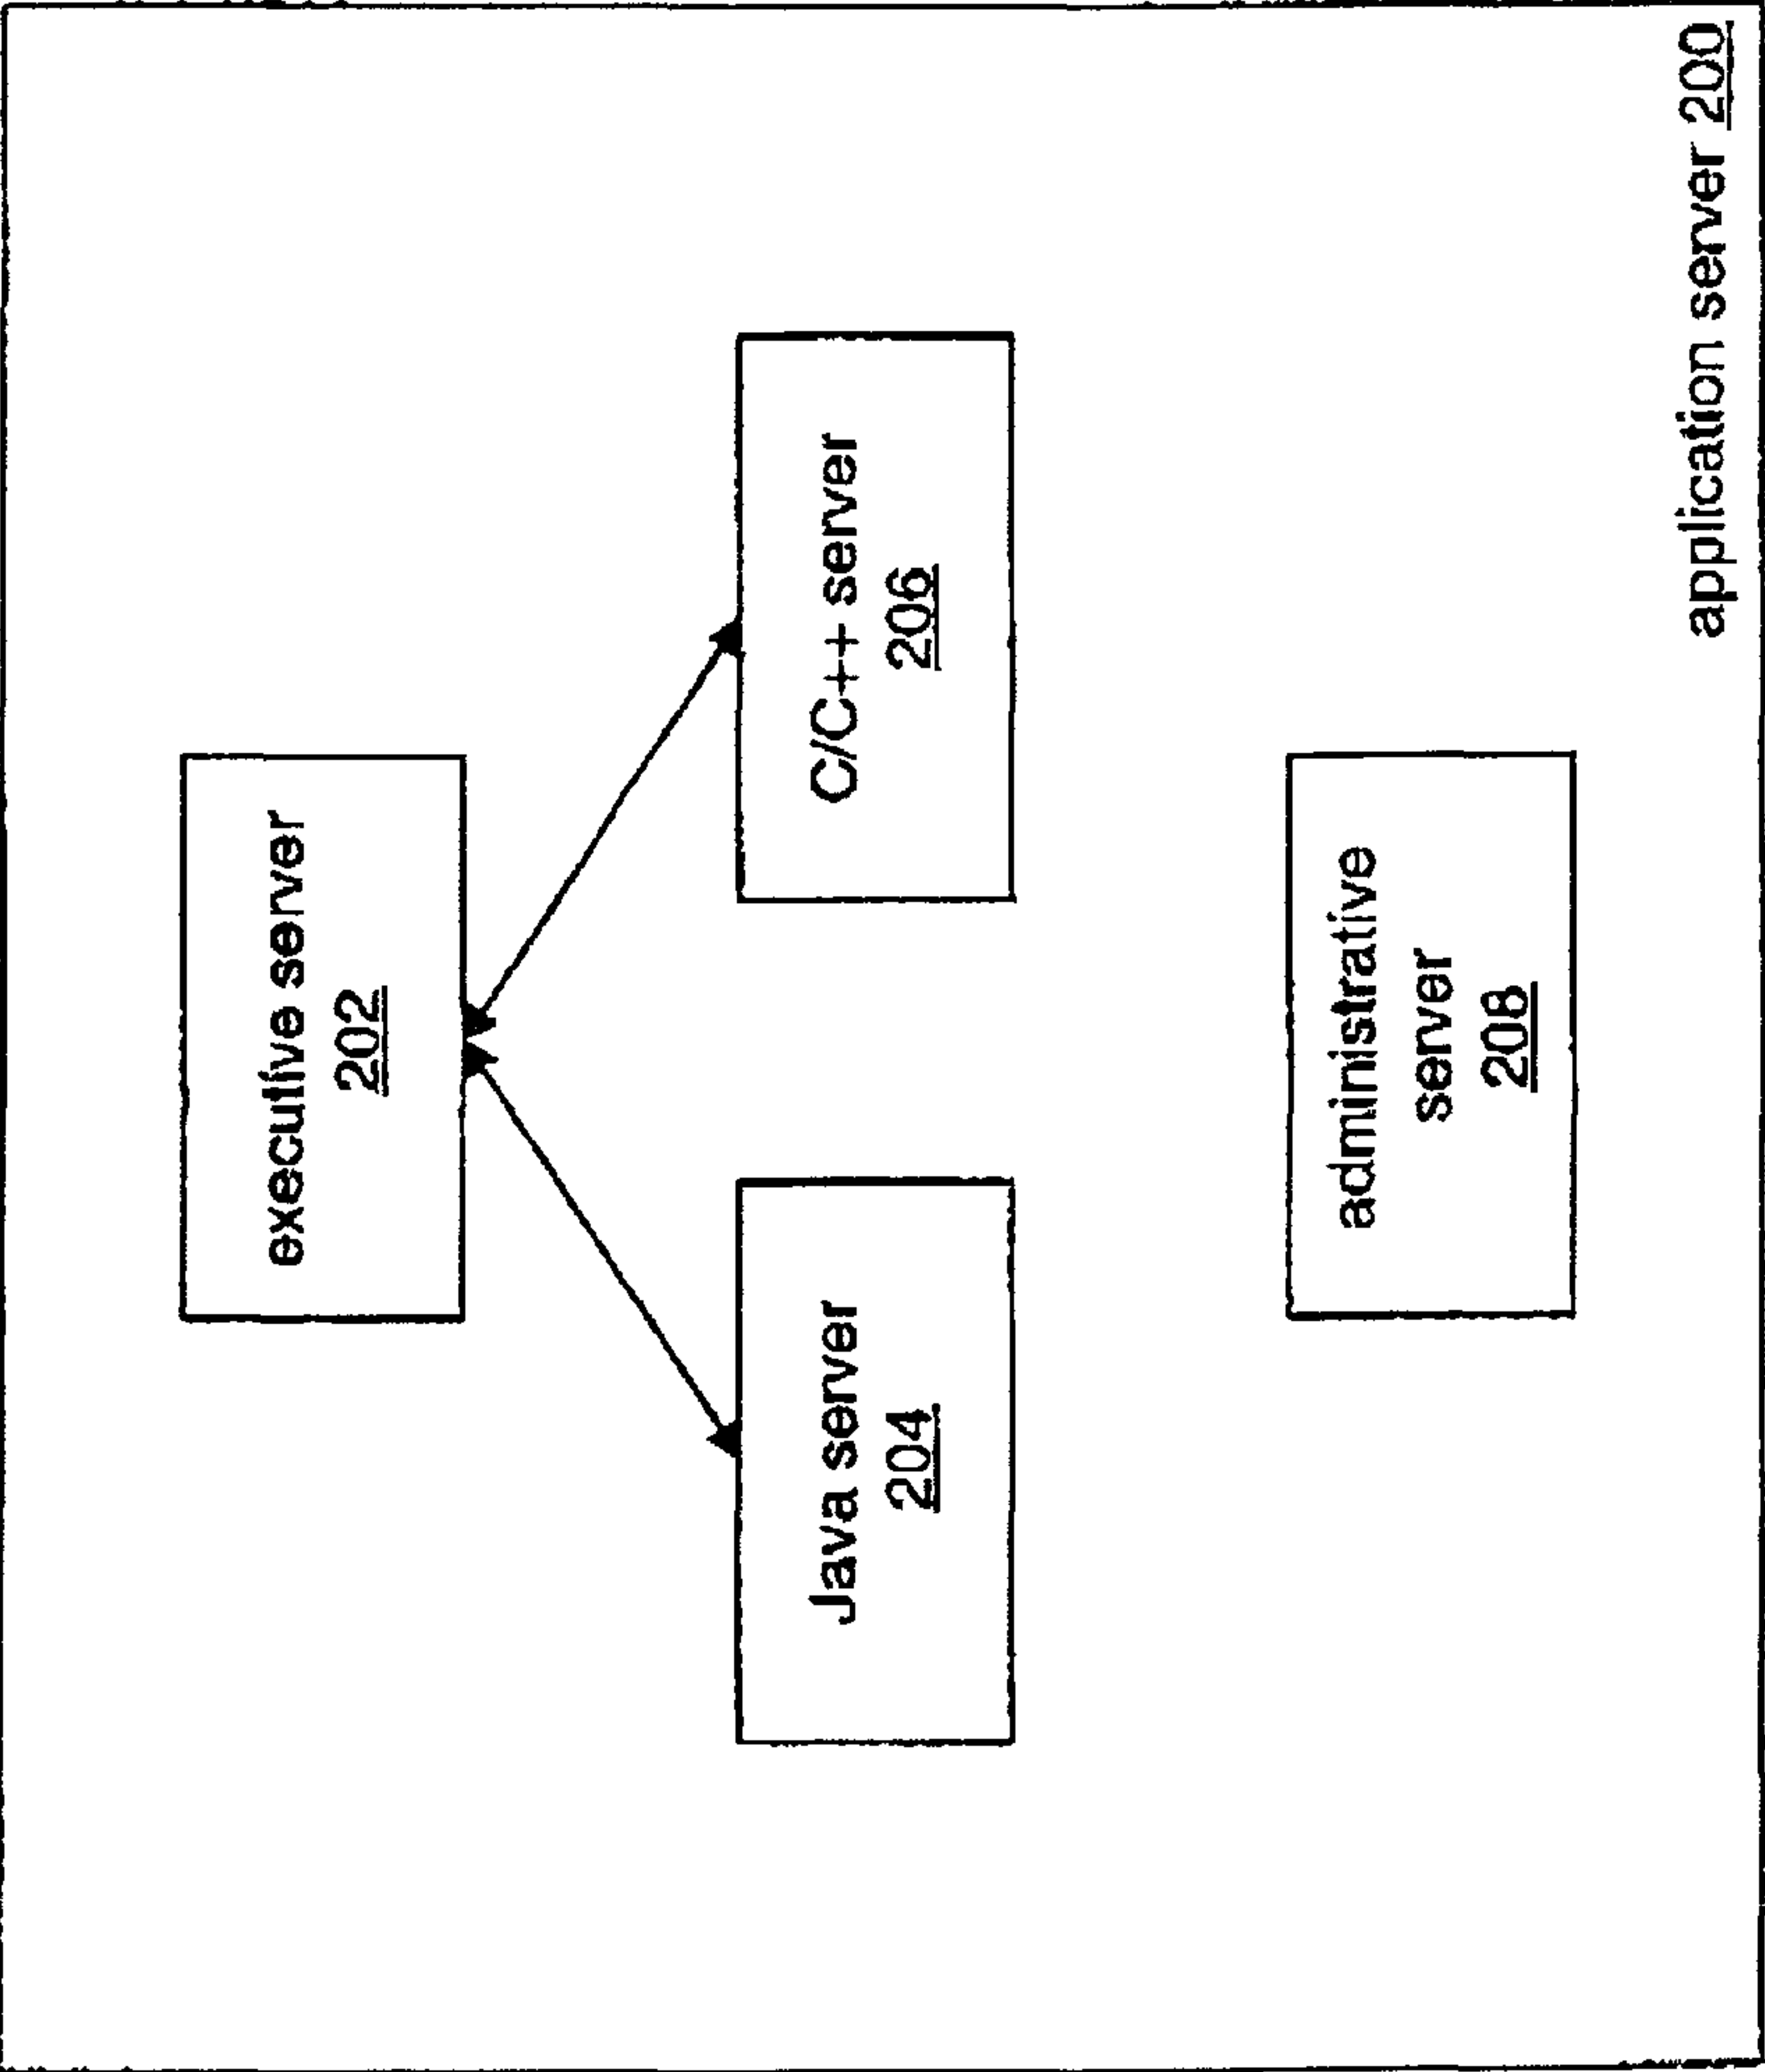 executive server
202
Java server
204
C/C++ server
206
administrative
server
208
application server 200